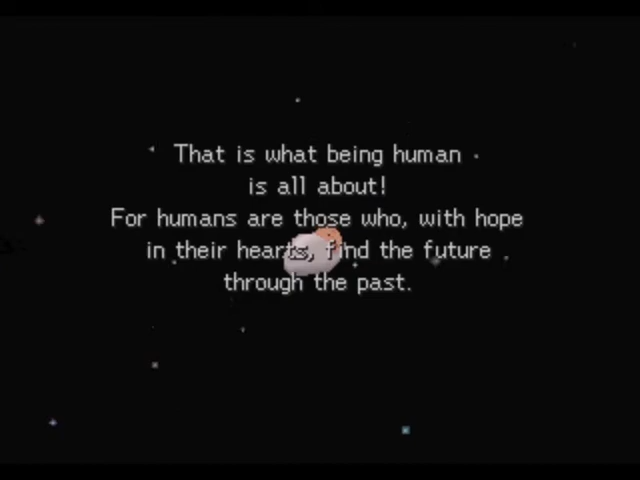 That is what being human
is all about!
For humans are those who, with hope
in their hearts, find the future
through the past.